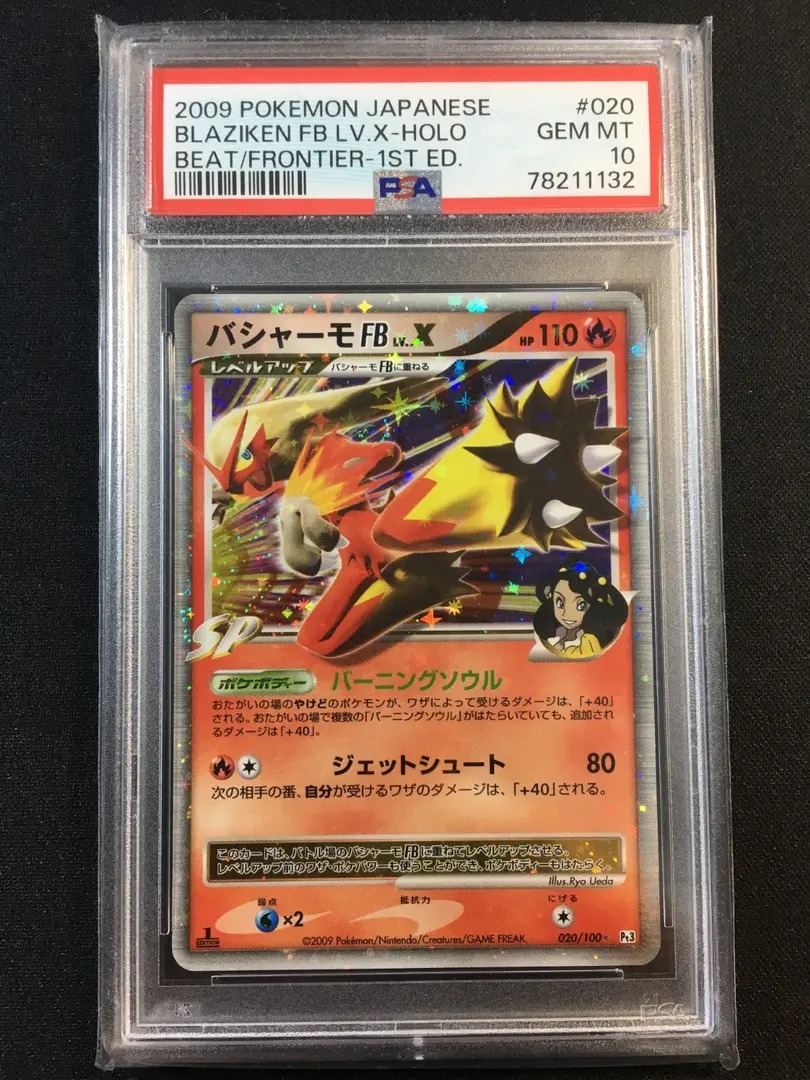 2009 POKEMON JAPANESE #020
BLAZIKEN FB LV.X-HOLO GEM MT
BEAT/FRONTIER-1ST ED. 10
PSA 78211132
バシャーモFB LV.X HP 110
レベルアップ バシャーモFBに重ねる
SP
ポケボディー バーニングソウル
おたがいの場のやけどのポケモンが、ワザによって受けるダメージは、「+40」
される。おたがいの場で複数の「バーニングソウル」がはたらいていても、追加され
るダメージは「+40」。
ジェットシュート 80
次の相手の番、自分が受けるワザのダメージは、「+40」される。
このカードは、バトル場のバシャーモFBに重ねてレベルアップさせる。
レベルアップ前のワザ・ポケパワーも使うことができ、ポケボディーもはたらく。
Illus.Ryo Ueda
弱点 抵抗力 にげる
×2
1 EDITION ©2009 Pokémon/Nintendo/Creatures/GAME FREAK 020/100 Pt3